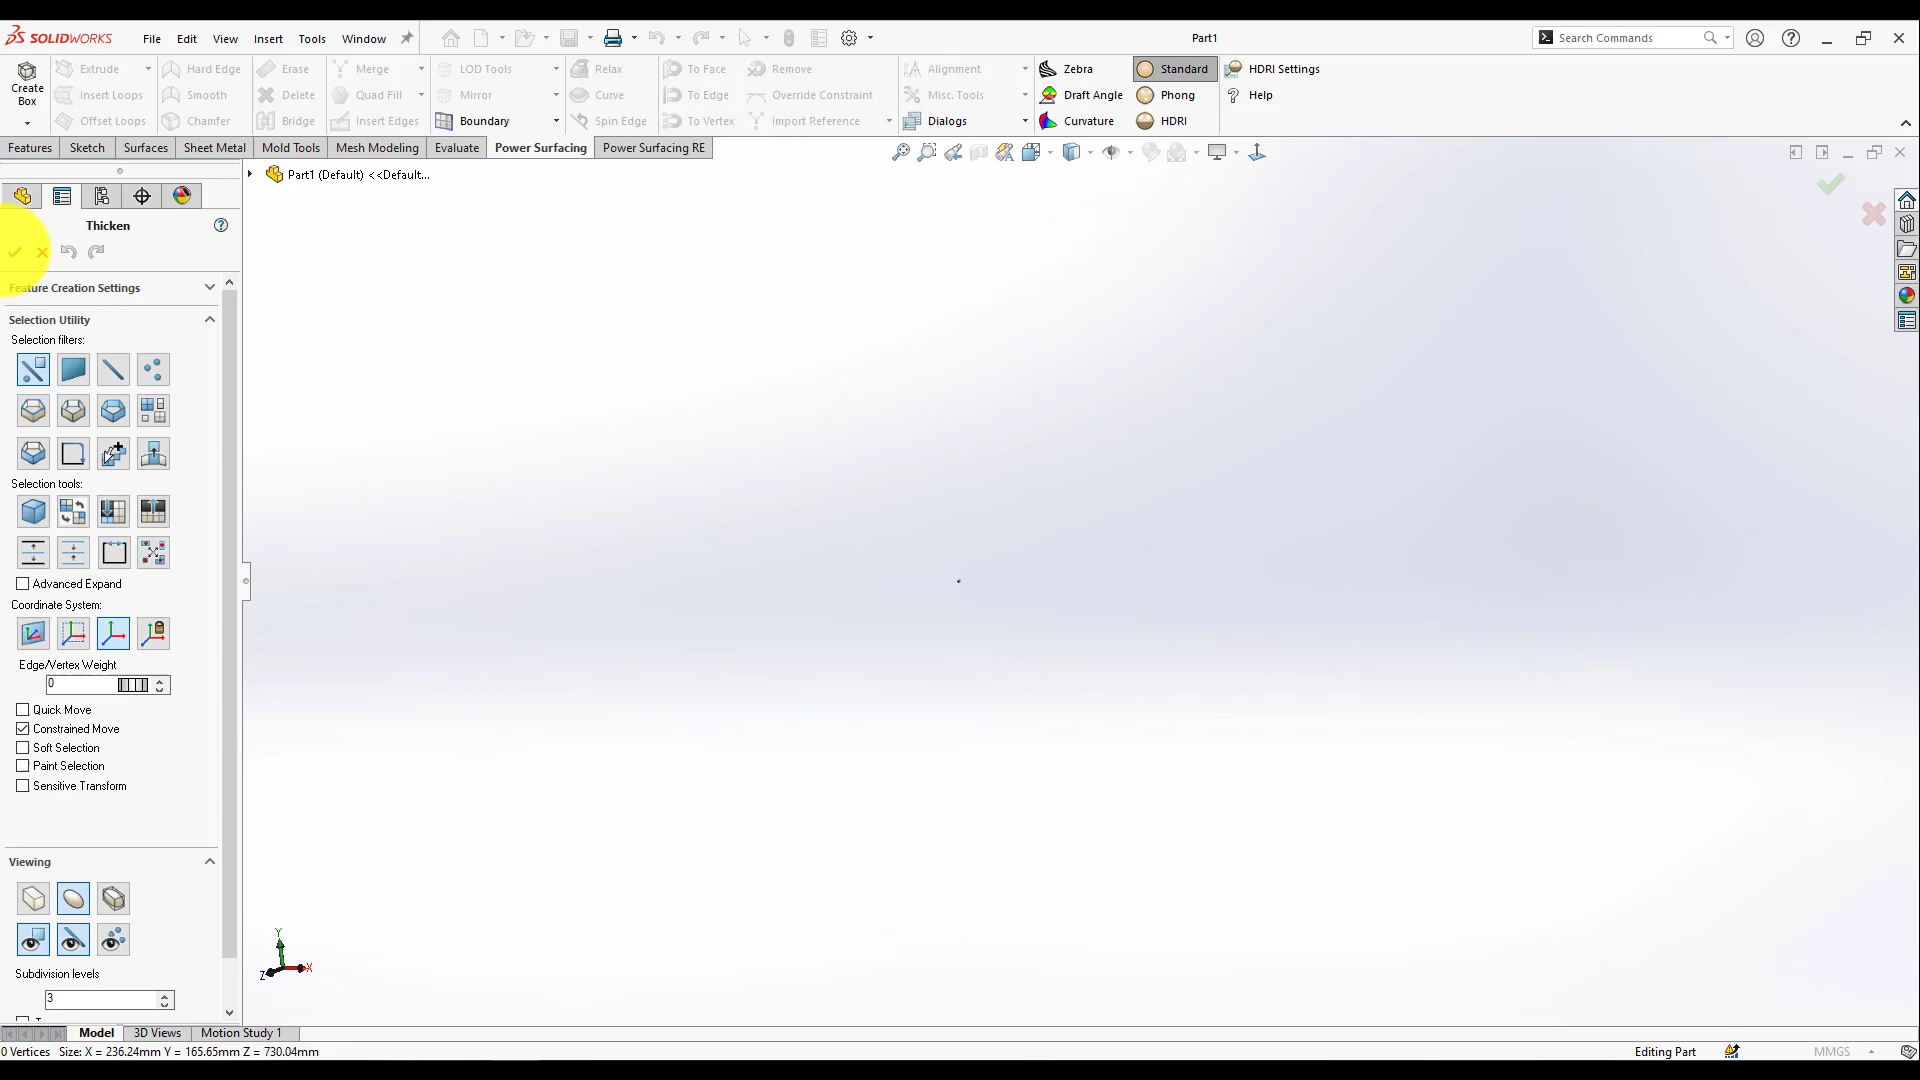 SOLIDWORKS File Edit View Insert Tools Window Part1 Search Commands
Create Box
Extrude Hard Edge Erase Merge LOD Tools Relax To Face Remove Alignment Zebra Standard HDRI Settings
Insert Loops Smooth Delete Quad Fill Mirror Curve To Edge Override Constraint Misc. Tools Draft Angle Phong Help
Offset Loops Chamfer Bridge Insert Edges Boundary Spin Edge To Vertex Import Reference Dialogs Curvature HDRI
Features Sketch Surfaces Sheet Metal Mold Tools Mesh Modeling Evaluate Power Surfacing Power Surfacing RE
Part1 (Default) <<Default...
Thicken
Feature Creation Settings
Selection Utility
Selection filters:
Selection tools:
Advanced Expand
Coordinate System:
Edge/Vertex Weight
0
Quick Move
Constrained Move
Soft Selection
Paint Selection
Sensitive Transform
Viewing
Subdivision levels
3
Y
X
Z
Model 3D Views Motion Study 1
0 Vertices Size: X = 236.24mm Y = 165.65mm Z = 730.04mm Editing Part MMGS